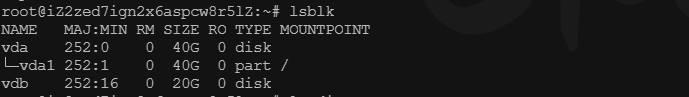 root@iZ2zed7ign2x6aspcw8r5lZ:~# lsblk
NAME   MAJ:MIN RM SIZE RO TYPE MOUNTPOINT
vda    252:0    0  40G  0 disk
└─vda1 252:1    0  40G  0 part /
vdb    252:16   0  20G  0 disk